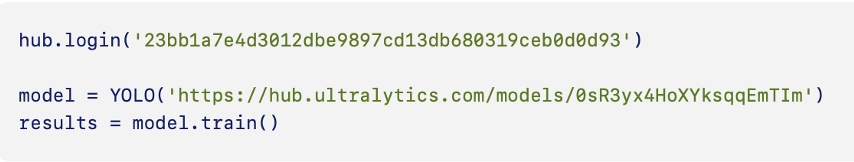 hub.login('23bb1a7e4d3012dbe9897cd13db680319ceb0d0d93')
model = YOLO('https://hub.ultralytics.com/models/0sR3yx4HoXYksqqEmTIm')
results = model.train()